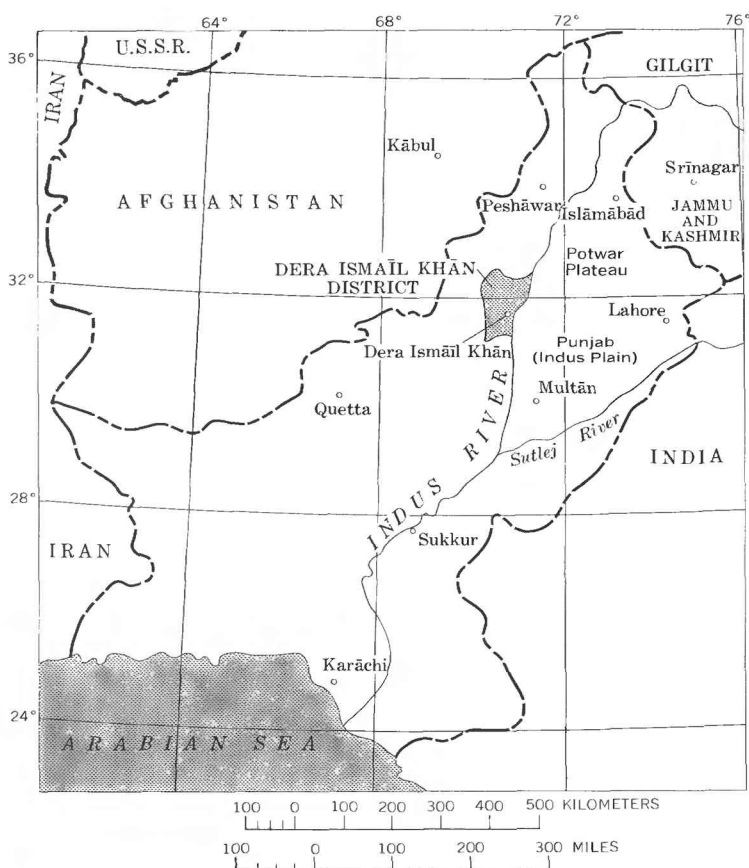 64° 68° 72° 76°
36°
U.S.S.R.
GILGIT
IRAN
Kābul
Srīnagar
AFGHANISTAN
Peshāwar
Islāmābād
JAMMU
AND
KASHMIR
Potwar
Plateau
DERA ISMAĪL KHĀN
DISTRICT
32°
Lahore
Dera Ismāīl Khān
Punjab
(Indus Plain)
Multān
Quetta
INDUS RIVER
Sutlej River
INDIA
28°
Sukkur
IRAN
Karāchi
24°
ARABIAN SEA
100 0 100 200 300 400 500 KILOMETERS
100 0 100 200 300 MILES